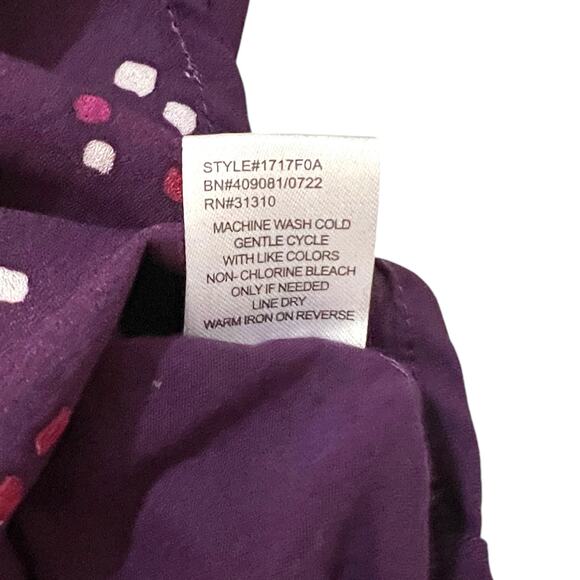 STYLE#1717F0A
BN#409081/0722
RN#31310
MACHINE WASH COLD
GENTLE CYCLE
WITH LIKE COLORS
NON- CHLORINE BLEACH
ONLY IF NEEDED
LINE DRY
WARM IRON ON REVERSE